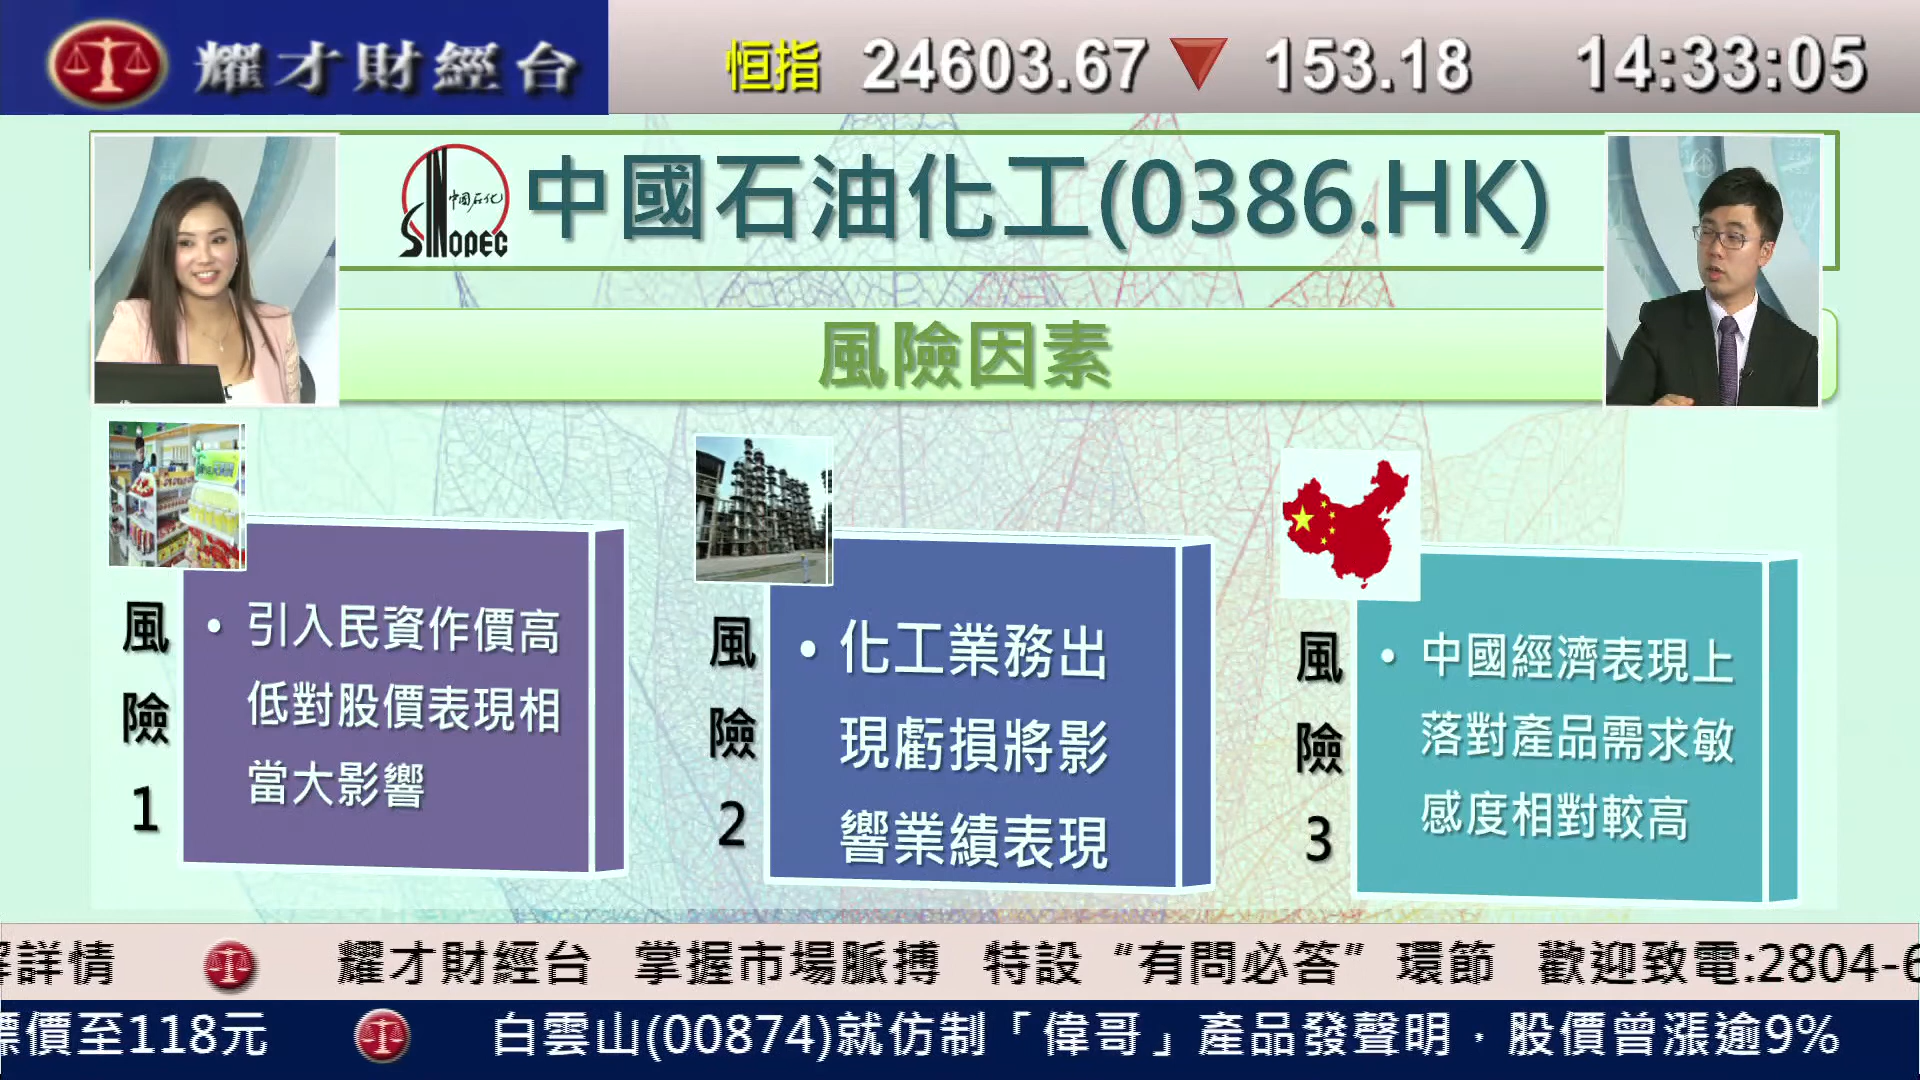 耀才財經台
恒指 24603.67 ▼ 153.18 14:33:05
中國石化
SINOPEC
中國石油化工(0386.HK)
風險因素
風險1
• 引入民資作價高
低對股價表現相
當大影響
風險2
• 化工業務出
現虧損將影
響業績表現
風險3
• 中國經濟表現上
落對產品需求敏
感度相對較高
詳情 耀才財經台 掌握市場脈搏 特設“有問必答”環節 歡迎致電:2804-6
價至118元 白雲山(00874)就仿制「偉哥」產品發聲明．股價曾漲逾9%